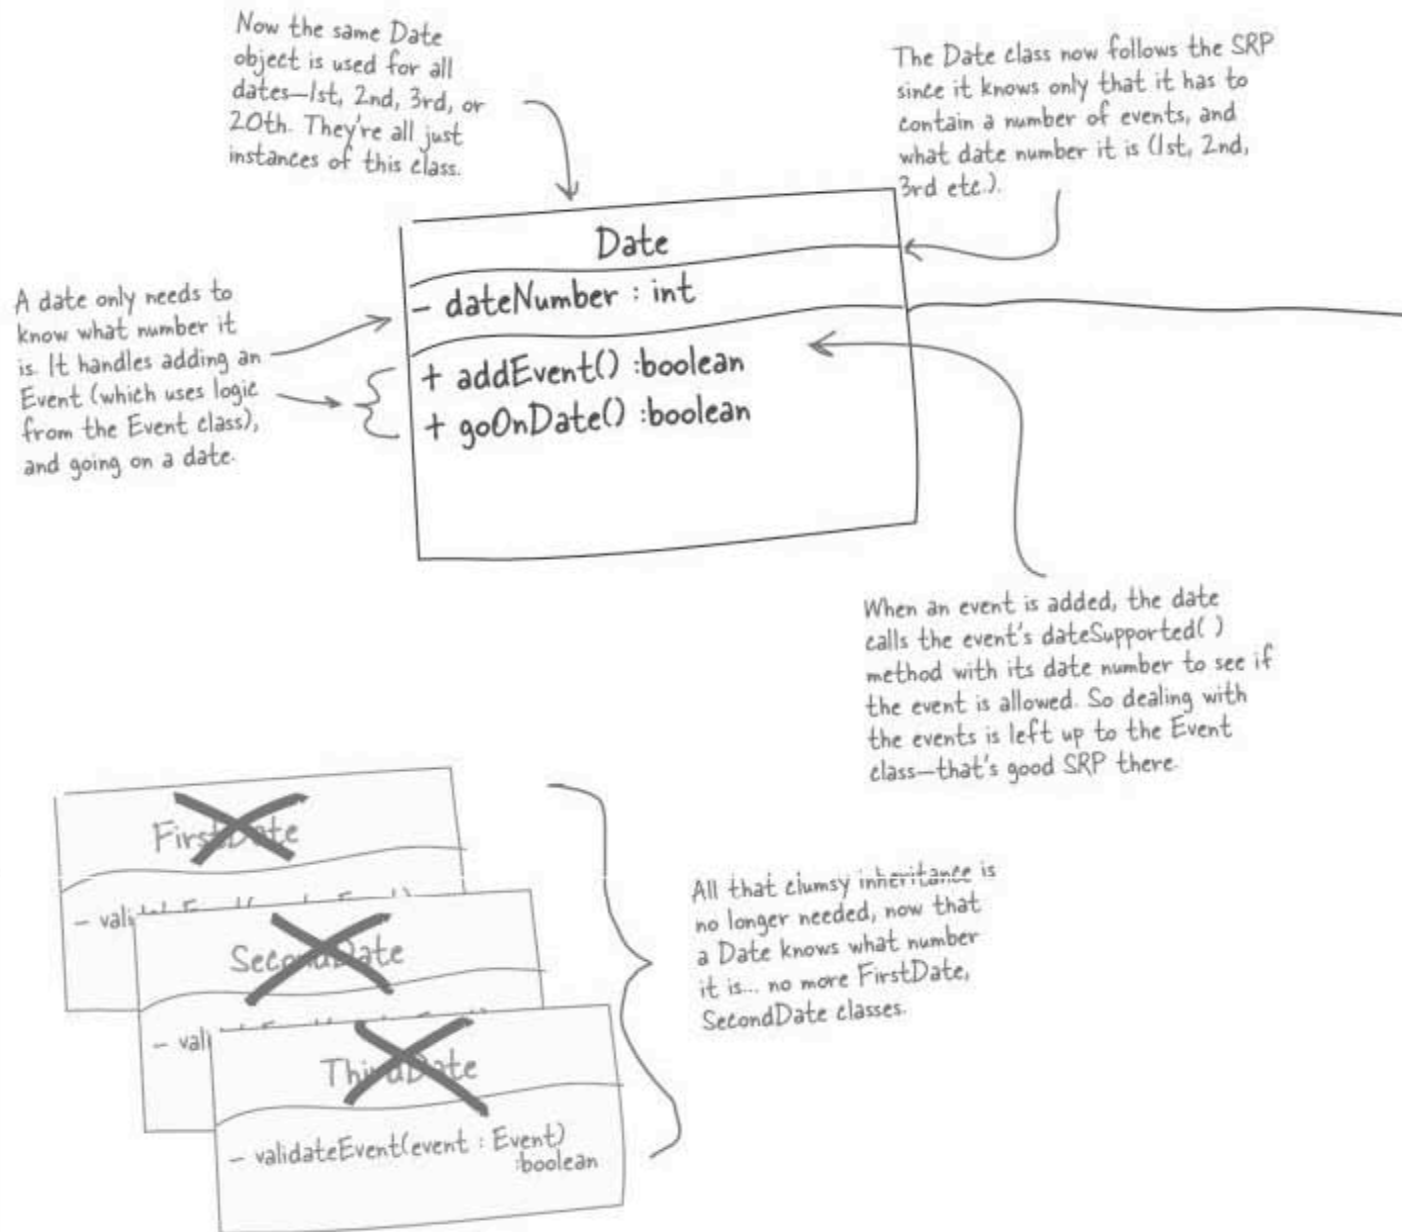 Now the same Date
object is used for all
dates—1st, 2nd, 3rd, or
20th. They're all just
instances of this class.
The Date class now follows the SRP
since it knows only that it has to
contain a number of events, and
what date number it is (1st, 2nd,
3rd etc.).
Date
– dateNumber : int
+ addEvent() :boolean
+ goOnDate() :boolean
A date only needs to
know what number it
is. It handles adding an
Event (which uses logic
from the Event class),
and going on a date.
When an event is added, the date
calls the event's dateSupported( )
method with its date number to see if
the event is allowed. So dealing with
the events is left up to the Event
class—that's good SRP there.
FirstDate
– vali
SecondDate
– vali
ThirdDate
– validateEvent(event : Event)
:boolean
All that clumsy inheritance is
no longer needed, now that
a Date knows what number
it is... no more FirstDate,
SecondDate classes.